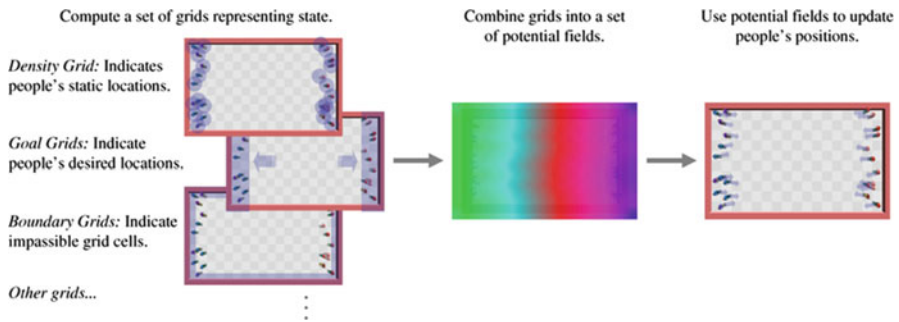 Compute a set of grids representing state.
Combine grids into a set
of potential fields.
Use potential fields to update
people's positions.
Density Grid: Indicates
people's static locations.
Goal Grids: Indicate
people's desired locations.
Boundary Grids: Indicate
impassible grid cells.
Other grids...